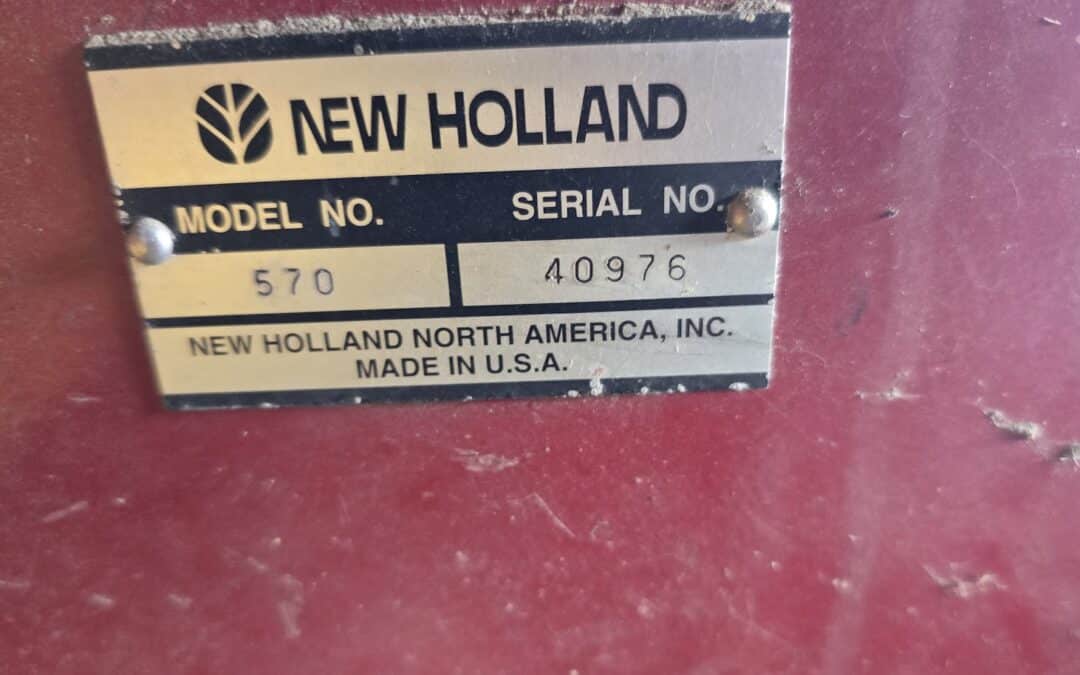 NEW HOLLAND
MODEL NO. SERIAL NO.
570 40976
NEW HOLLAND NORTH AMERICA, INC.
MADE IN U.S.A.